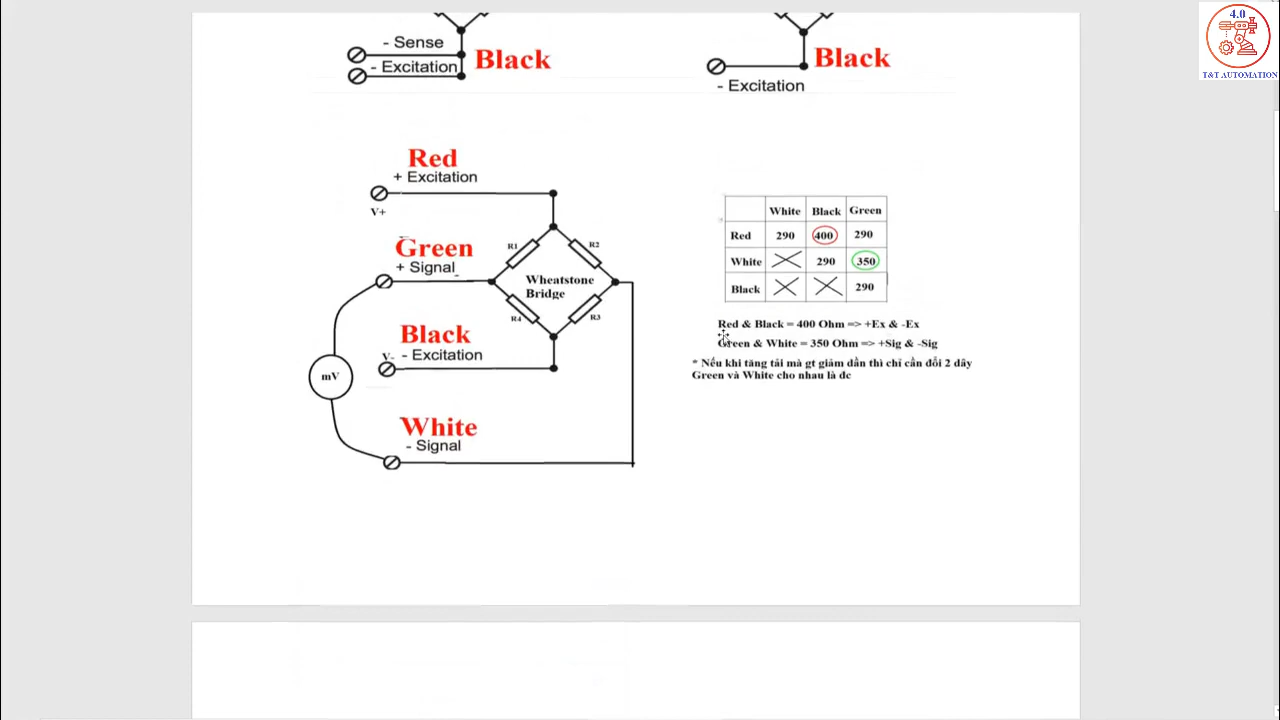 4.0
T&T AUTOMATION
- Sense
- Excitation
Black
Black
- Excitation
Red
+ Excitation
V+
Green
+ Signal
R1
R2
Wheatstone
Bridge
R4
R3
Black
V- - Excitation
mV
White
- Signal
White Black Green
Red 290 400 290
White 290 350
Black 290
Red & Black = 400 Ohm => +Ex & -Ex
Green & White = 350 Ohm => +Sig & -Sig
* Nếu khi tăng tải mà gt giảm dần thì chỉ cần đổi 2 dây
Green và White cho nhau là đc